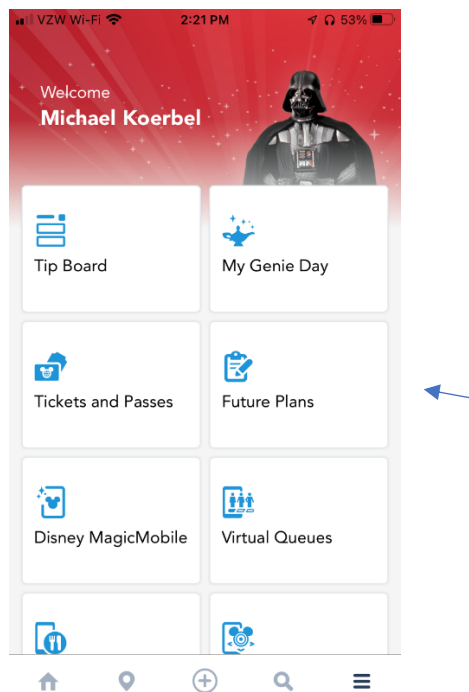 VZW Wi-Fi 2:21 PM 53%
Welcome
Michael Koerbel
Tip Board My Genie Day
Tickets and Passes Future Plans
Disney MagicMobile Virtual Queues